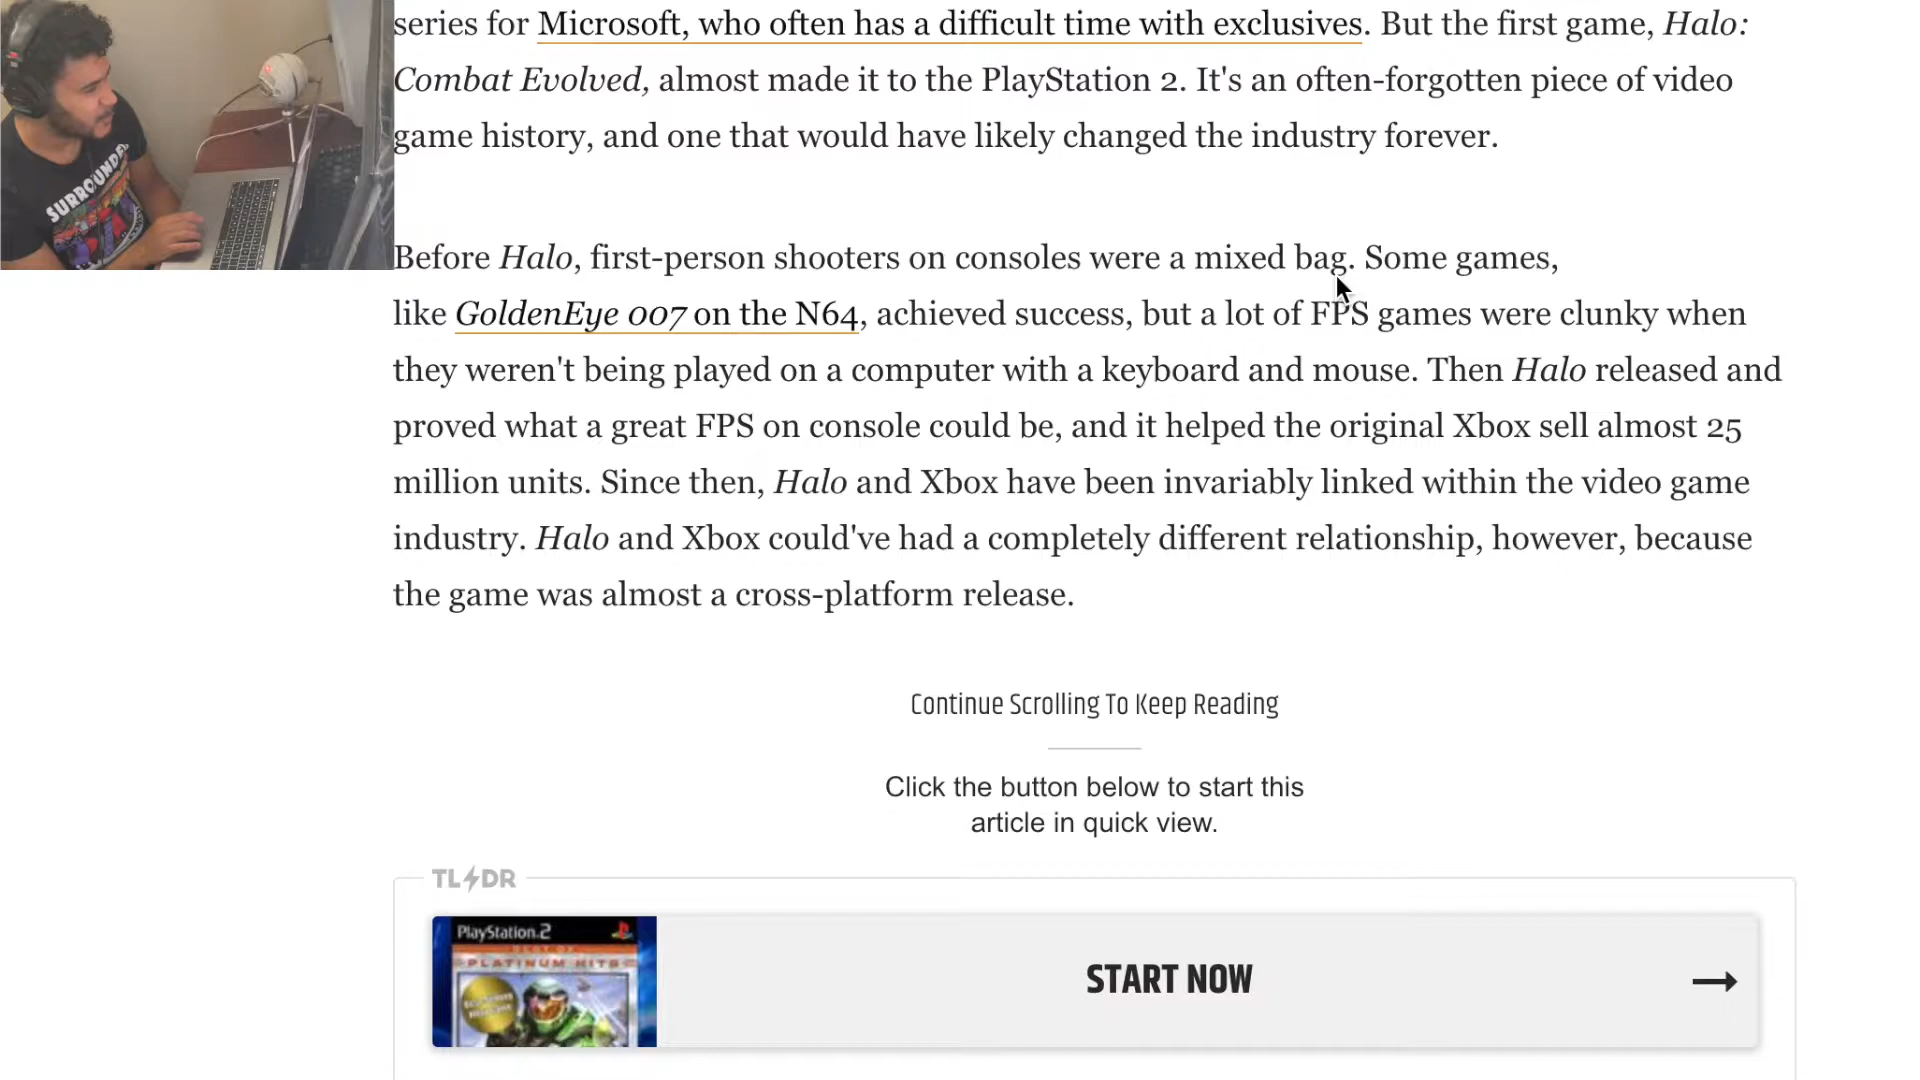 series for Microsoft, who often has a difficult time with exclusives. But the first game, Halo:
Combat Evolved, almost made it to the PlayStation 2. It's an often-forgotten piece of video
game history, and one that would have likely changed the industry forever.
SURROUNDED
Before Halo, first-person shooters on consoles were a mixed bag. Some games,
like GoldenEye 007 on the N64, achieved success, but a lot of FPS games were clunky when
they weren't being played on a computer with a keyboard and mouse. Then Halo released and
proved what a great FPS on console could be, and it helped the original Xbox sell almost 25
million units. Since then, Halo and Xbox have been invariably linked within the video game
industry. Halo and Xbox could've had a completely different relationship, however, because
the game was almost a cross-platform release.
Continue Scrolling To Keep Reading
Click the button below to start this
article in quick view.
TL DR
PlayStation.2
BEST OF
PLATINUM HITS
START NOW